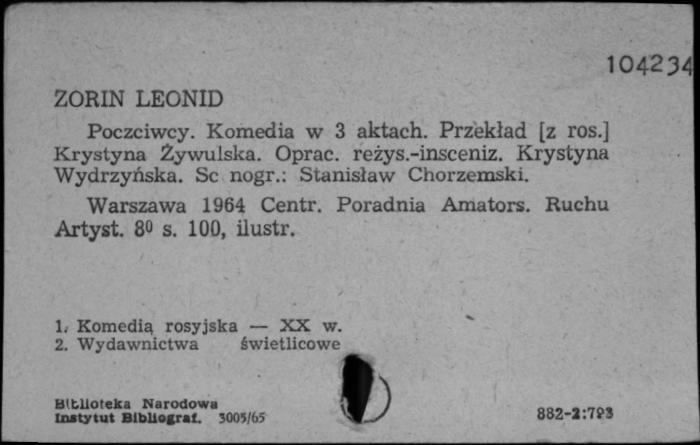 104234
ZORIN LEONID
Poczciwcy. Komedia w 3 aktach. Przekład [z ros.]
Krystyna Żywulska. Oprac. reżys.-insceniz. Krystyna
Wydrzyńska. Sc nogr.: Stanisław Chorzemski.
Warszawa 1964 Centr. Poradnia Amators. Ruchu
Artyst. 8⁰ s. 100, ilustr.
1. Komedia rosyjska — XX w.
2. Wydawnictwa świetlicowe
Biblioteka Narodowa
Instytut Bibliograf. 3005/65
882-2:793